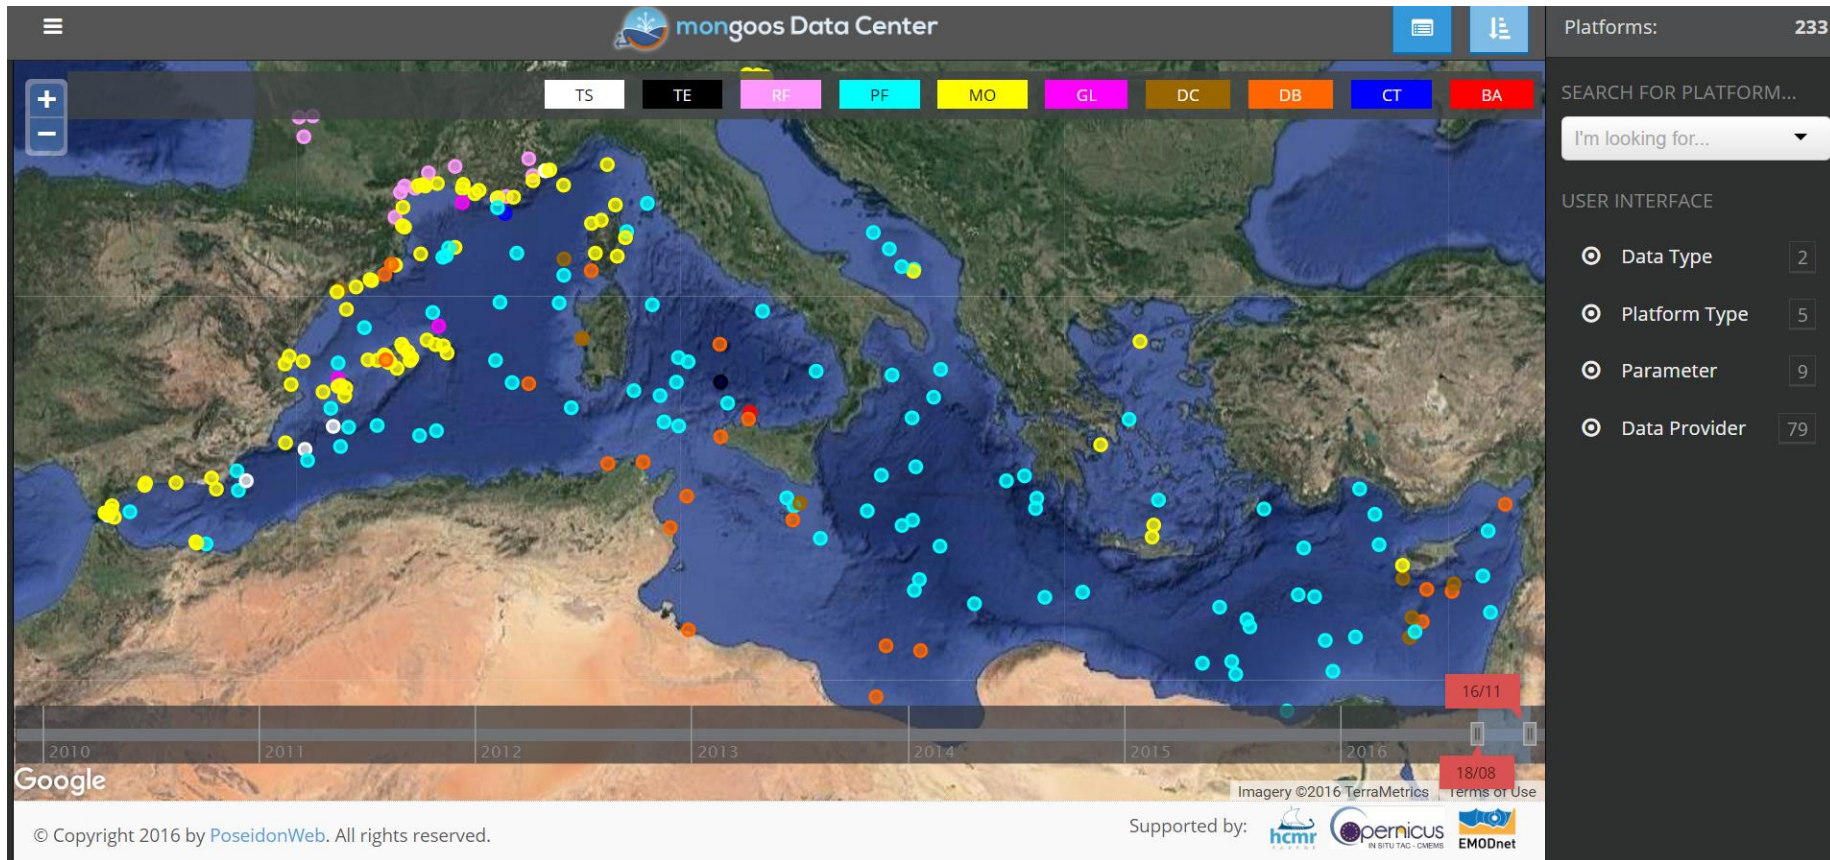 mongoos Data Center
Platforms: 233
+
TS TE RF PF MO GL DC DB CT BA
−
SEARCH FOR PLATFORM...
I'm looking for...
USER INTERFACE
Data Type 2
Platform Type 5
Parameter 9
Data Provider 79
16/11
2010 2011 2012 2013 2014 2015 2016
18/08
Google
Imagery ©2016 TerraMetrics Terms of Use
© Copyright 2016 by PoseidonWeb. All rights reserved.
Supported by:
hcmr
opernicus
IN SITU TAC - CMEMS
EMODnet